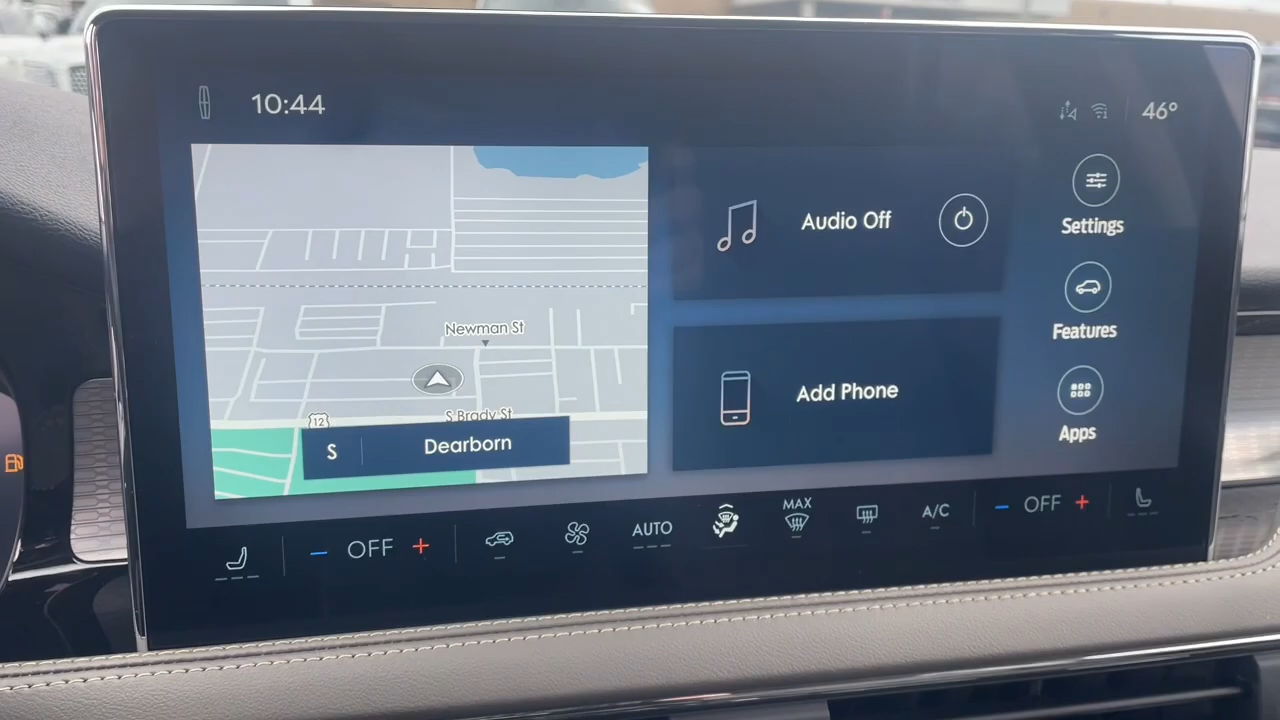 10:44
46°
Audio Off
Settings
Newman St
Features
Add Phone
S Brady St
12
S
Dearborn
Apps
- OFF +
AUTO
MAX
A/C
- OFF +